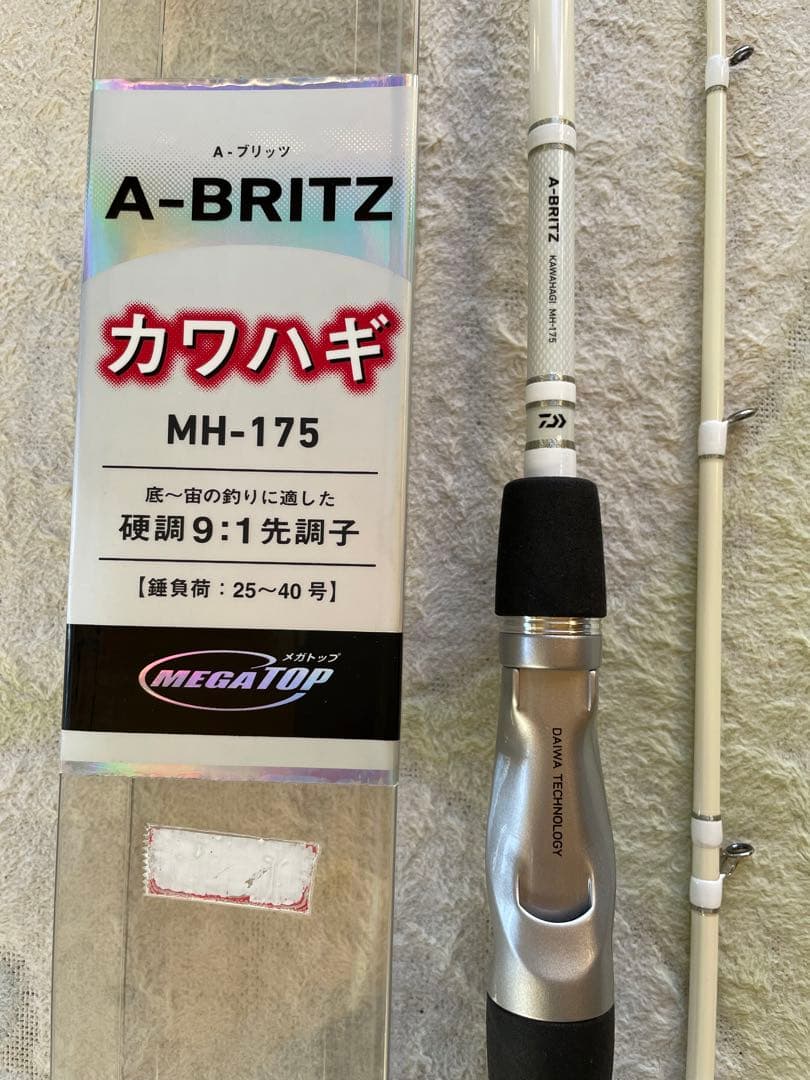 A-ブリッツ
A-BRITZ
カワハギ
MH-175
底〜宙の釣りに適した
硬調9:1先調子
【錘負荷：25〜40号】
メガトップ
MEGATOP
A-BRITZ KAWAHAGI MH-175
DAIWA TECHNOLOGY